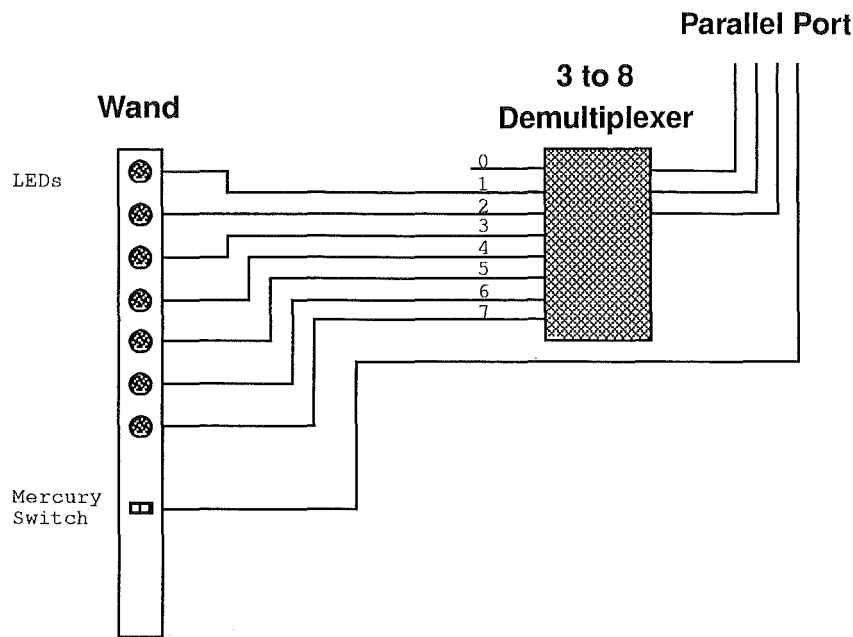 Parallel Port
3 to 8
Demultiplexer
Wand
LEDs
0
1
2
3
4
5
6
7
Mercury
Switch